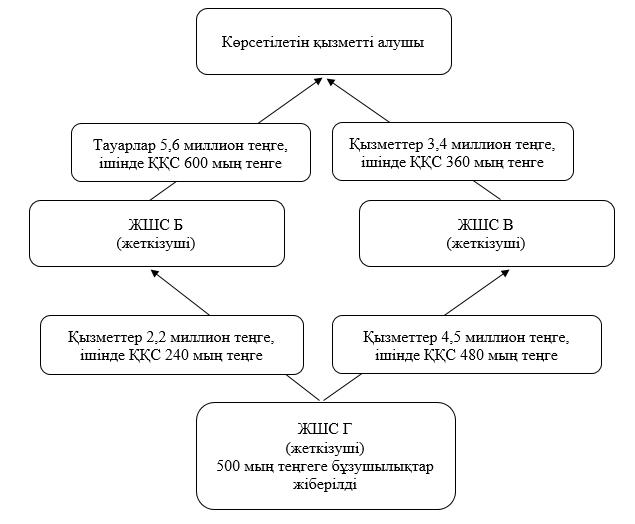 Көрсетілетін қызметті алушы
Тауарлар 5,6 миллион теңге,
ішінде ҚҚС 600 мың тенге
Қызметтер 3,4 миллион теңге,
ішінде ҚҚС 360 мың тенге
ЖШС Б
(жеткізуші)
ЖШС В
(жеткізуші)
Қызметтер 2,2 миллион теңге,
ішінде ҚҚС 240 мың теңге
Қызметтер 4,5 миллион теңге,
ішінде ҚҚС 480 мың теңге
ЖШС Г
(жеткізуші)
500 мың теңгеге бұзушылықтар
жіберілді